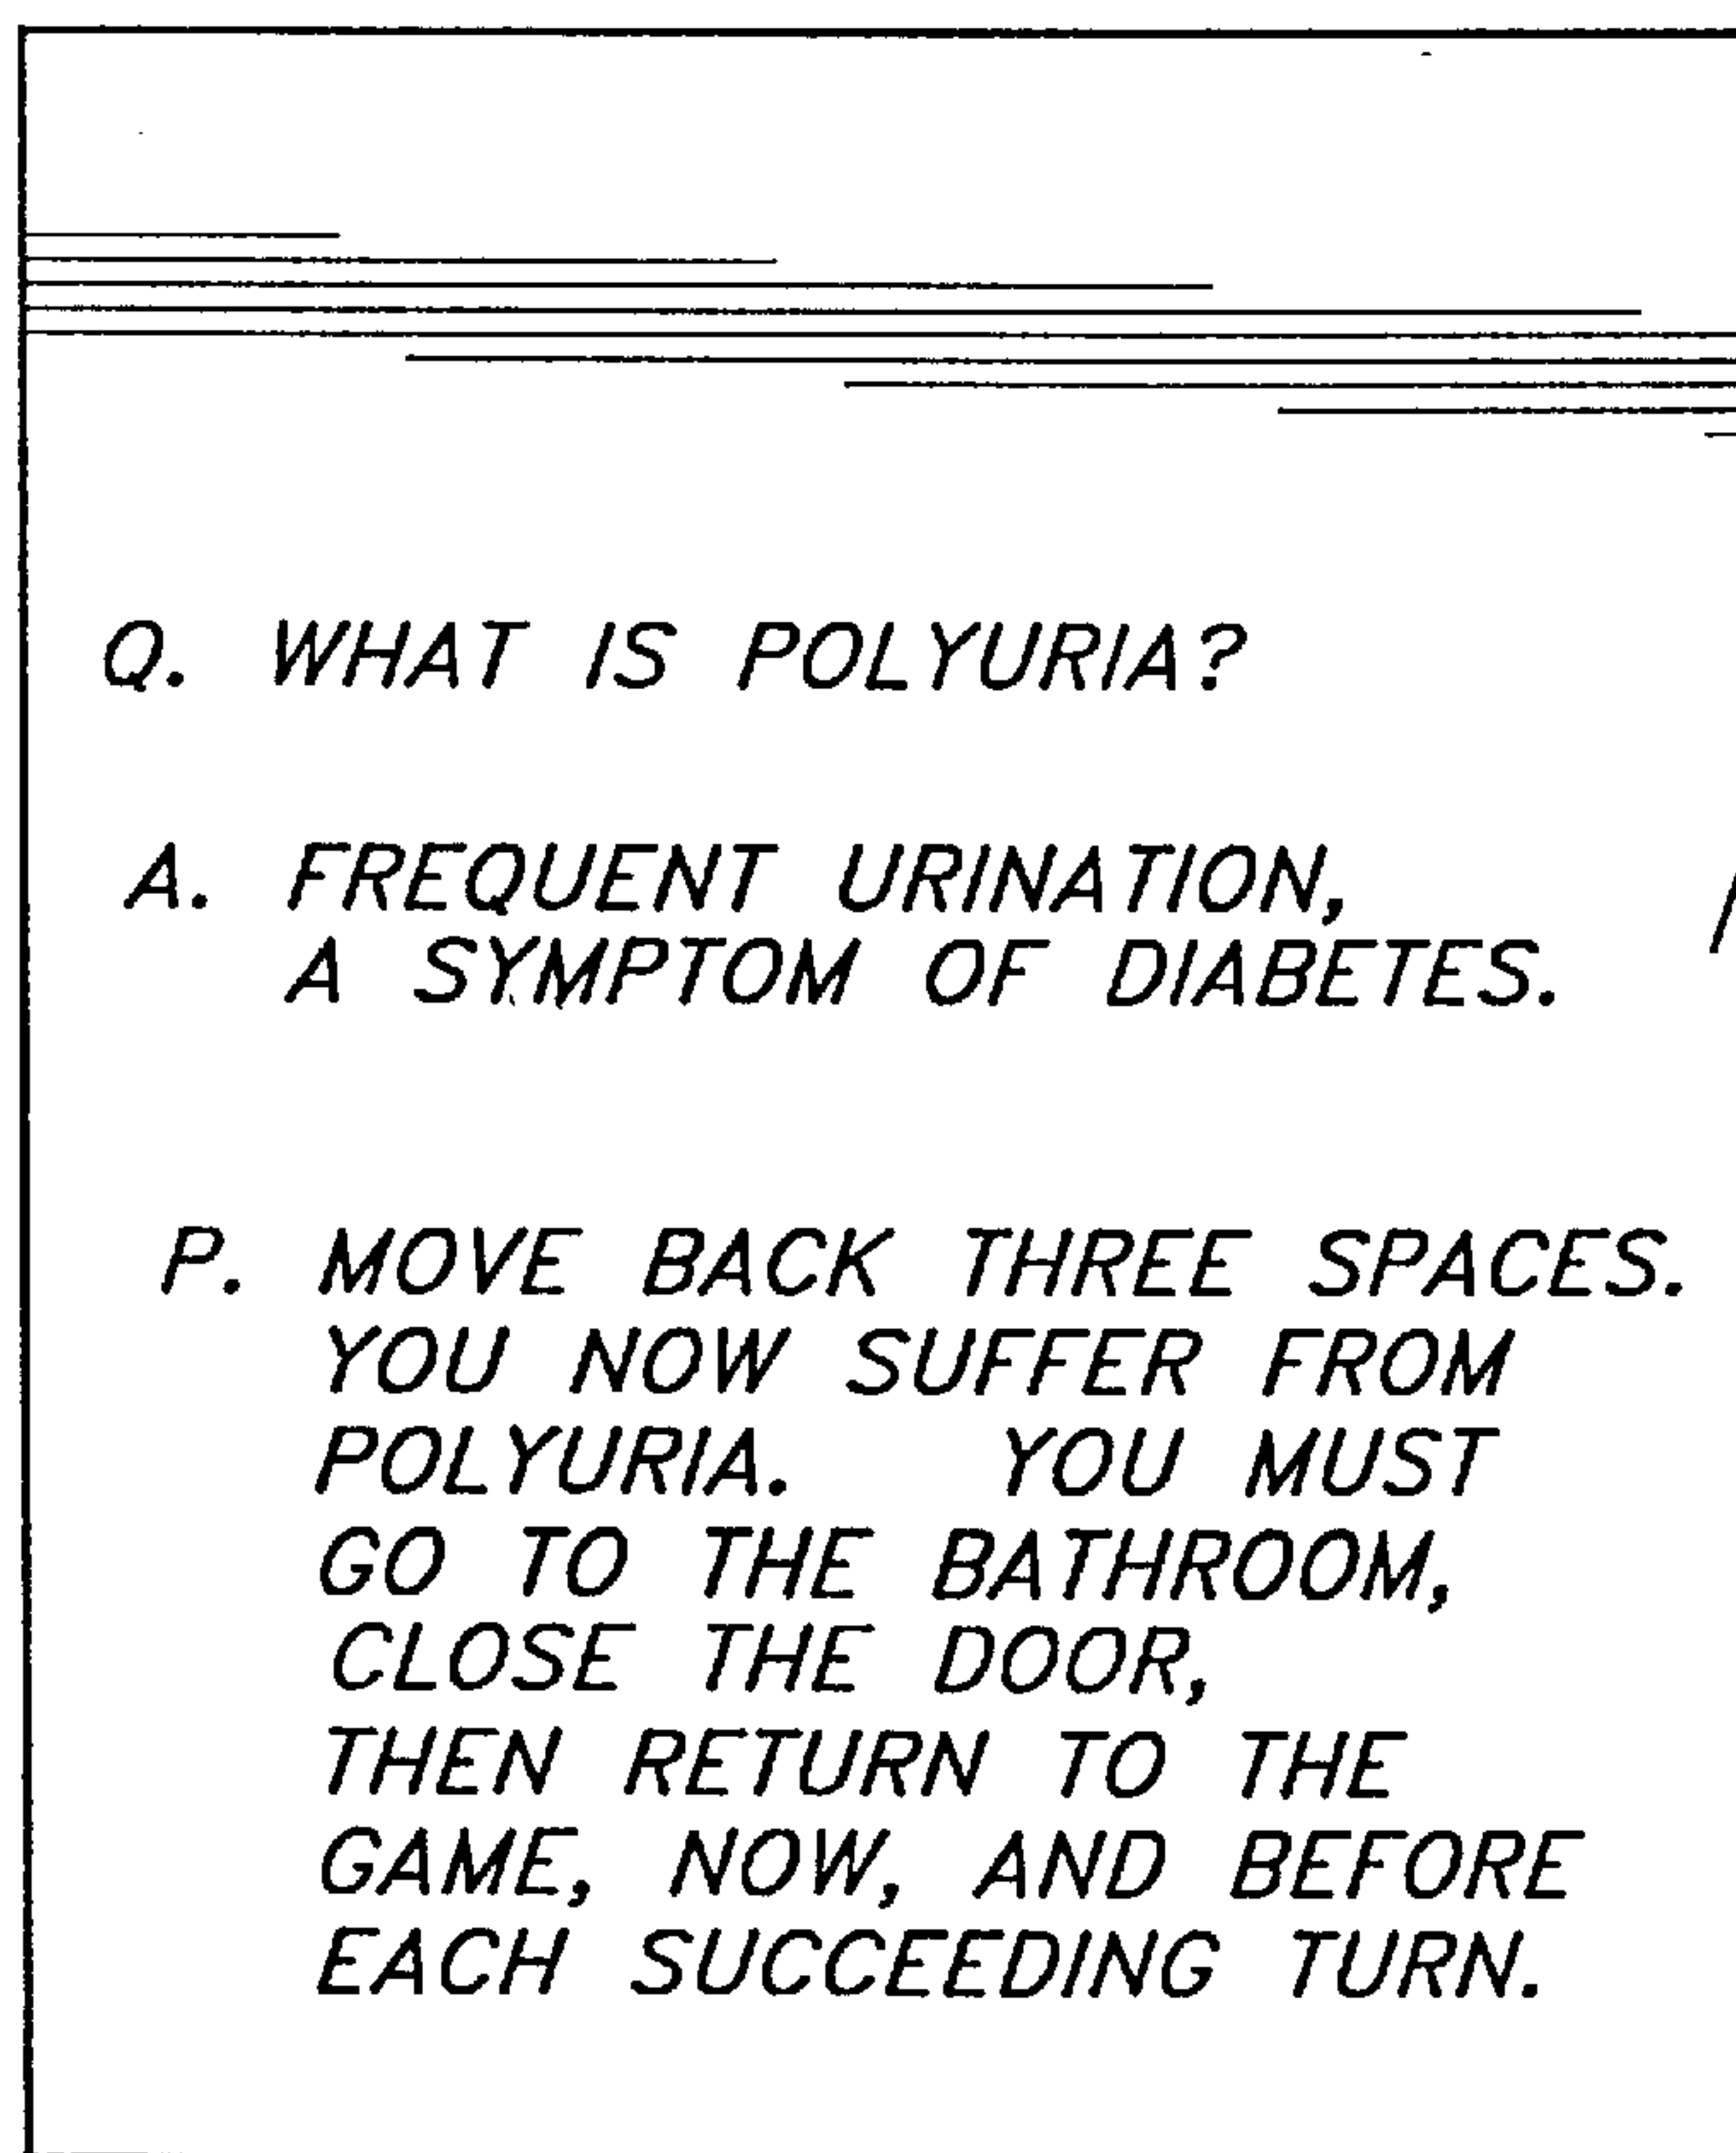 Q. WHAT IS POLYURIA?
A. FREQUENT URINATION,
A SYMPTOM OF DIABETES.
P. MOVE BACK THREE SPACES.
YOU NOW SUFFER FROM
POLYURIA. YOU MUST
GO TO THE BATHROOM,
CLOSE THE DOOR,
THEN RETURN TO THE
GAME, NOW, AND BEFORE
EACH SUCCEEDING TURN.